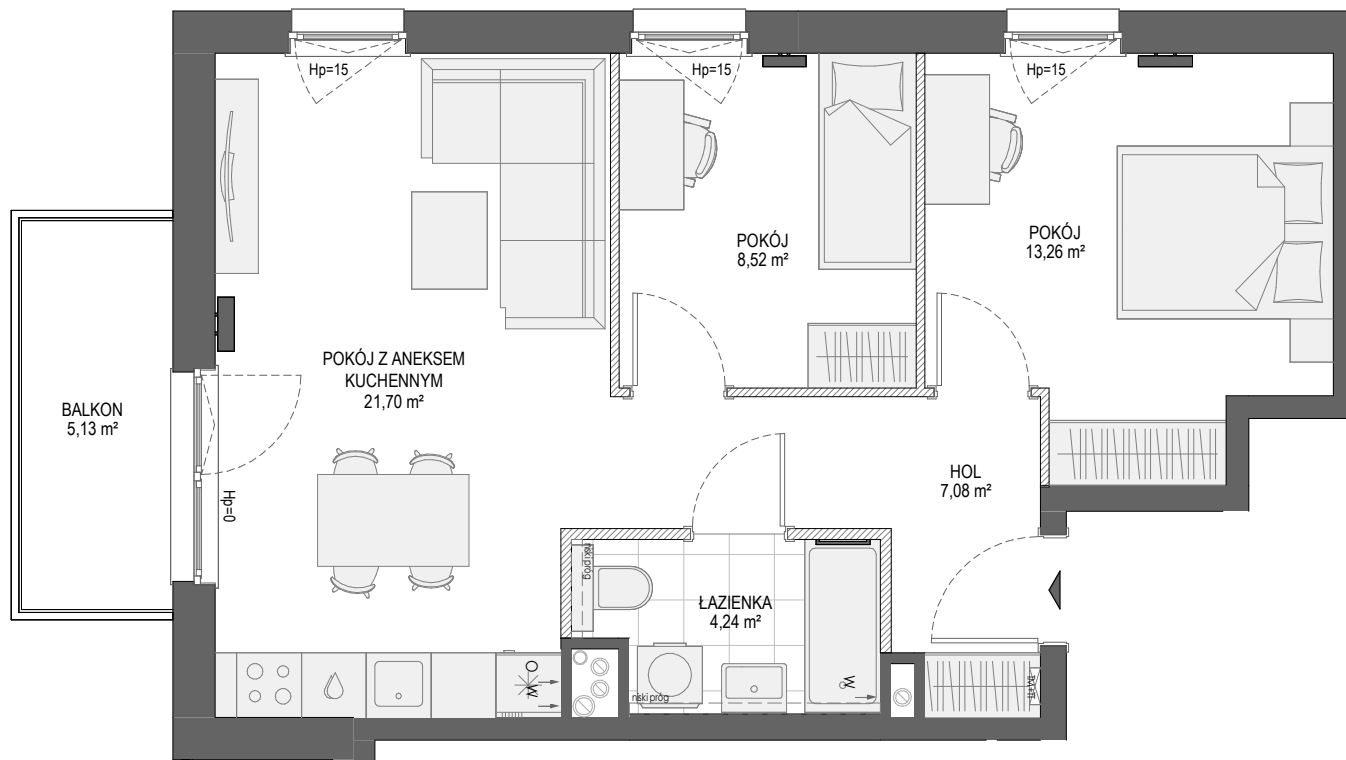 Hp=15
Hp=15
Hp=15
POKÓJ
8,52 m²
POKÓJ
13,26 m²
POKÓJ Z ANEKSEM
KUCHENNYM
21,70 m²
BALKON
5,13 m²
Hp=0
HOL
7,08 m²
niski próg
ŁAZIENKA
4,24 m²
O
W
niski próg
W